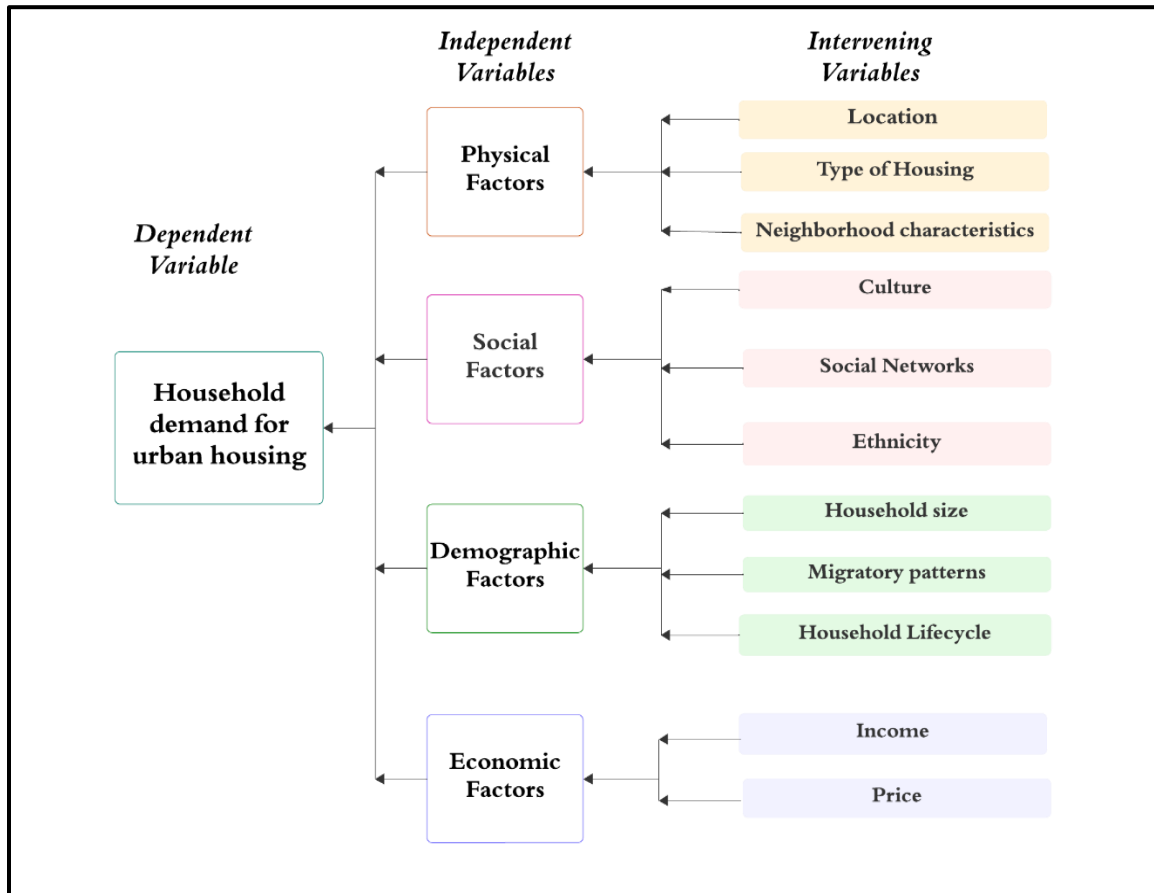 Independent
Variables
Intervening
Variables
Dependent
Variable
Household
demand for
urban housing
Physical
Factors
Location
Type of Housing
Neighborhood characteristics
Social
Factors
Culture
Social Networks
Ethnicity
Demographic
Factors
Household size
Migratory patterns
Household Lifecycle
Economic
Factors
Income
Price